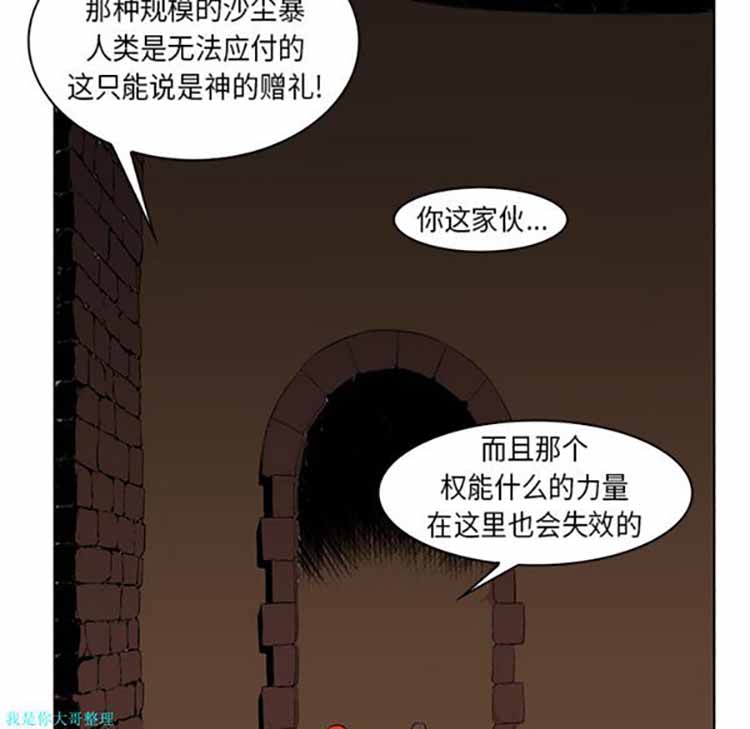 那种规模的沙尘暴
人类是无法应付的
这只能说是神的赠礼!
你这家伙...
而且那个
权能什么的力量
在这里也会失效的
我是你大哥整理